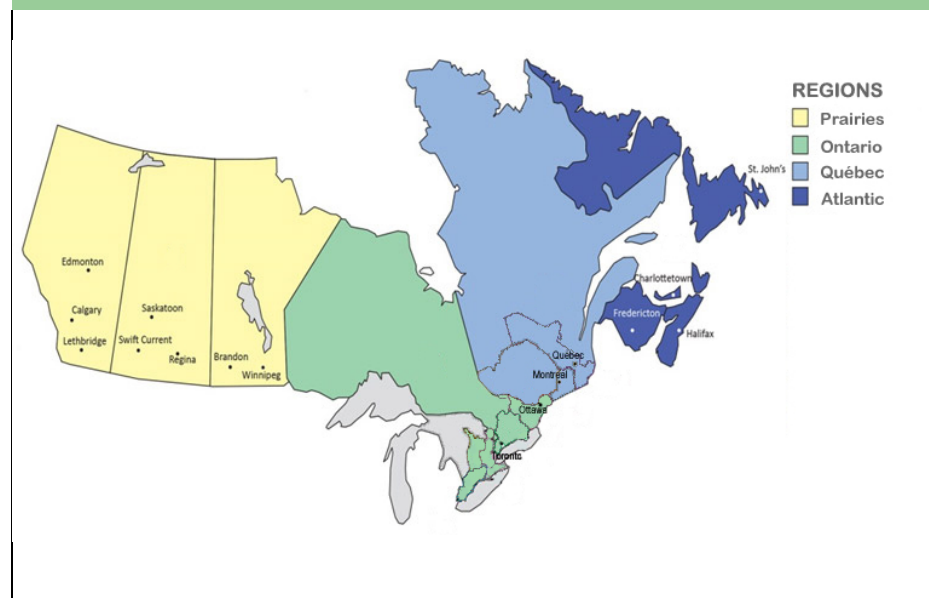 REGIONS
Prairies
Ontario
Québec
Atlantic
St. John's
Edmonton
Charlottetown
Calgary
Saskatoon
Fredericton
Halifax
Lethbridge
Swift Current
Regina
Brandon
Winnipeg
Québec
Montreal
Ottawa
Toronto